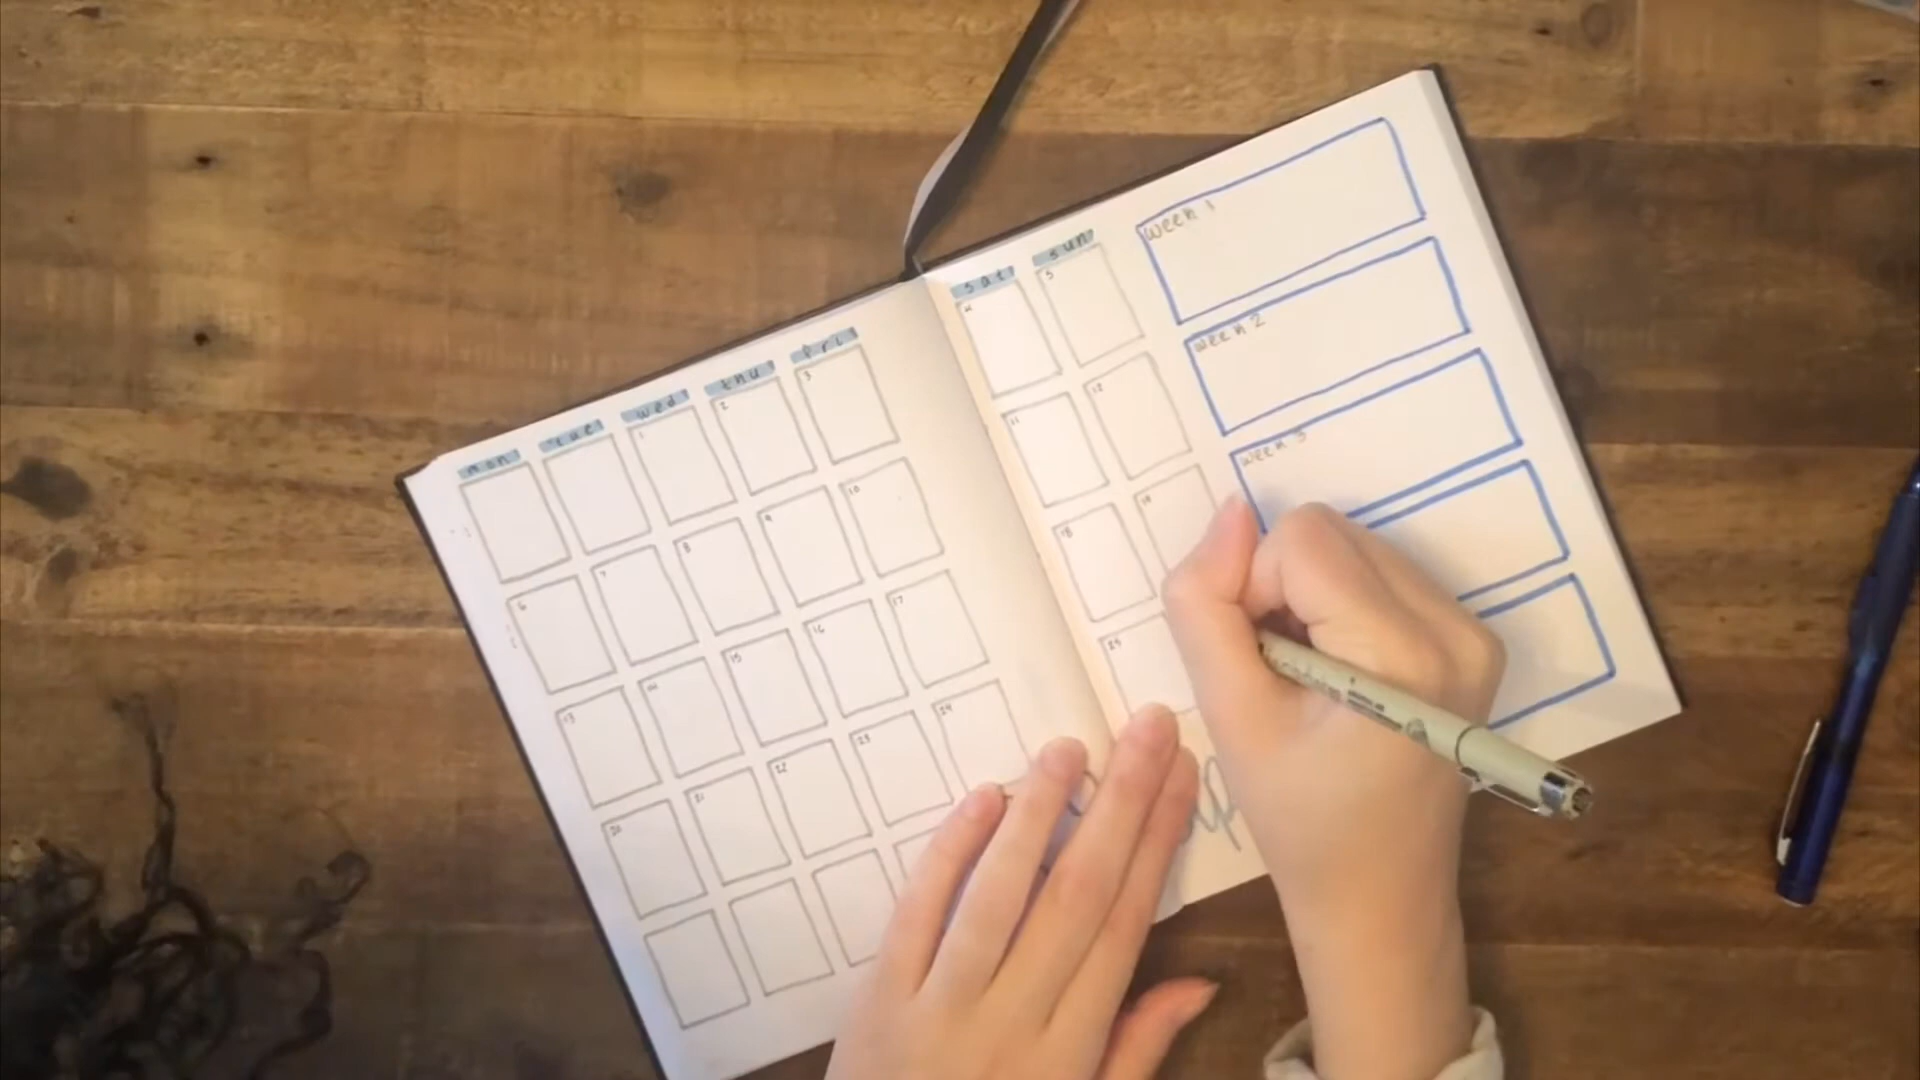 mon tue wed thu fri
1 2 3
6 7 8 9 10
13 14 15 16 17
20 21 22 23 24
sat sun
4 5
11 12
18 19
25
week 1
week 2
week 3